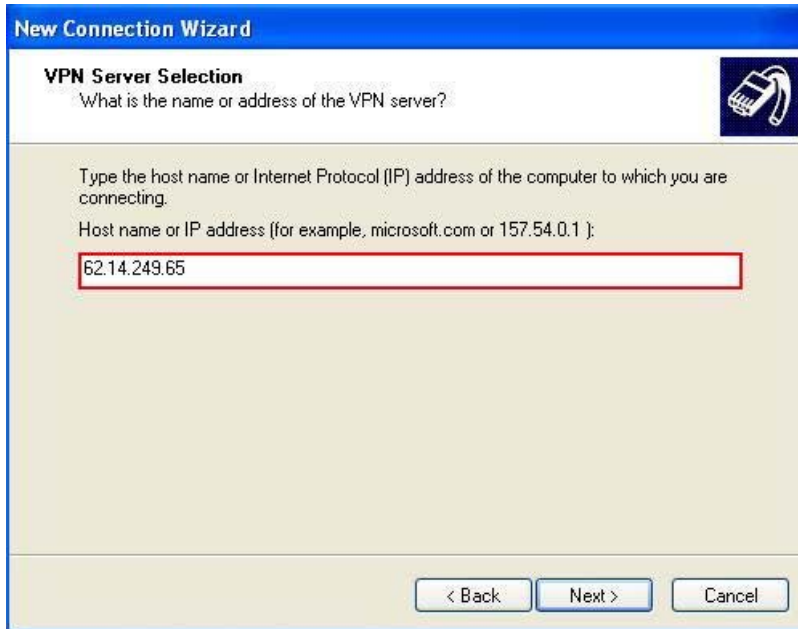 New Connection Wizard
VPN Server Selection
What is the name or address of the VPN server?
Type the host name or Internet Protocol (IP) address of the computer to which you are
connecting.
Host name or IP address (for example, microsoft.com or 157.54.0.1 ):
62.14.249.65
< Back
Next >
Cancel